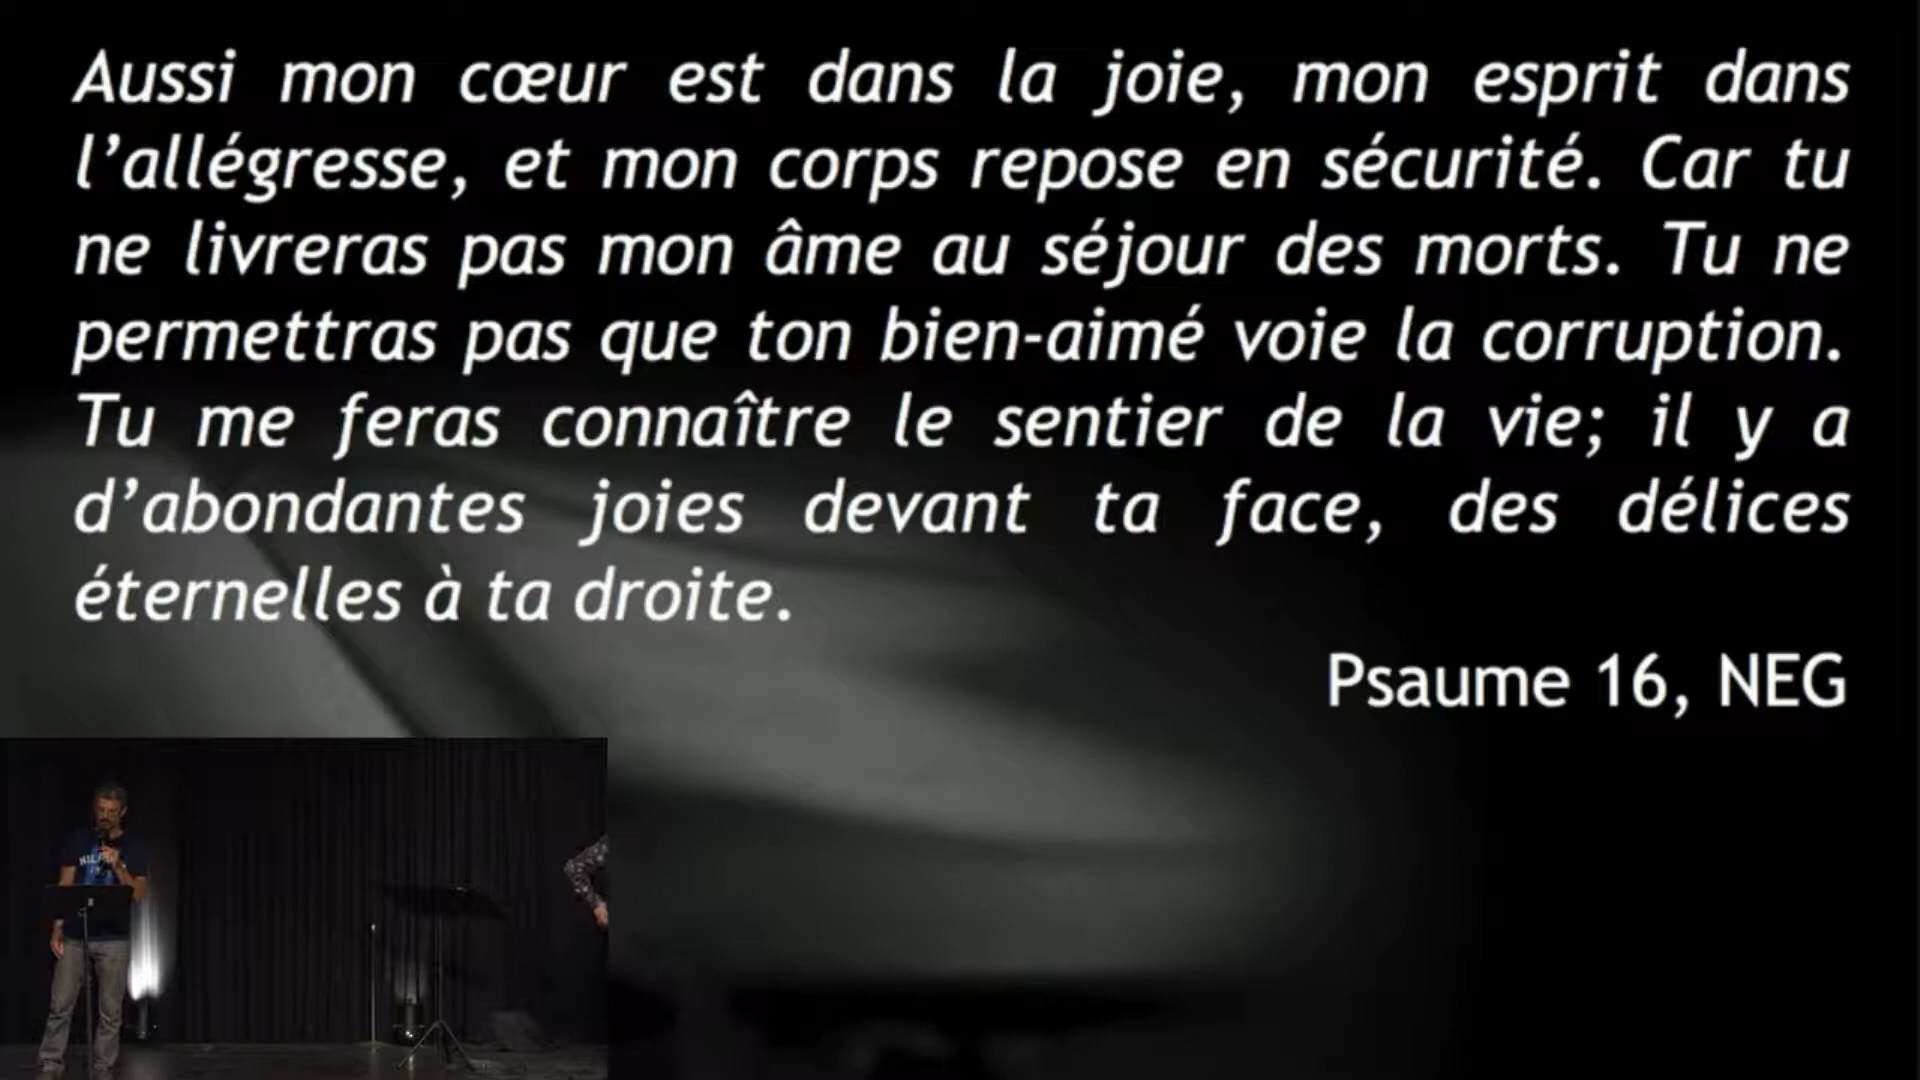 Aussi mon cœur est dans la joie, mon esprit dans
l’allégresse, et mon corps repose en sécurité. Car tu
ne livreras pas mon âme au séjour des morts. Tu ne
permettras pas que ton bien-aimé voie la corruption.
Tu me feras connaître le sentier de la vie; il y a
d’abondantes joies devant ta face, des délices
éternelles à ta droite.
Psaume 16, NEG